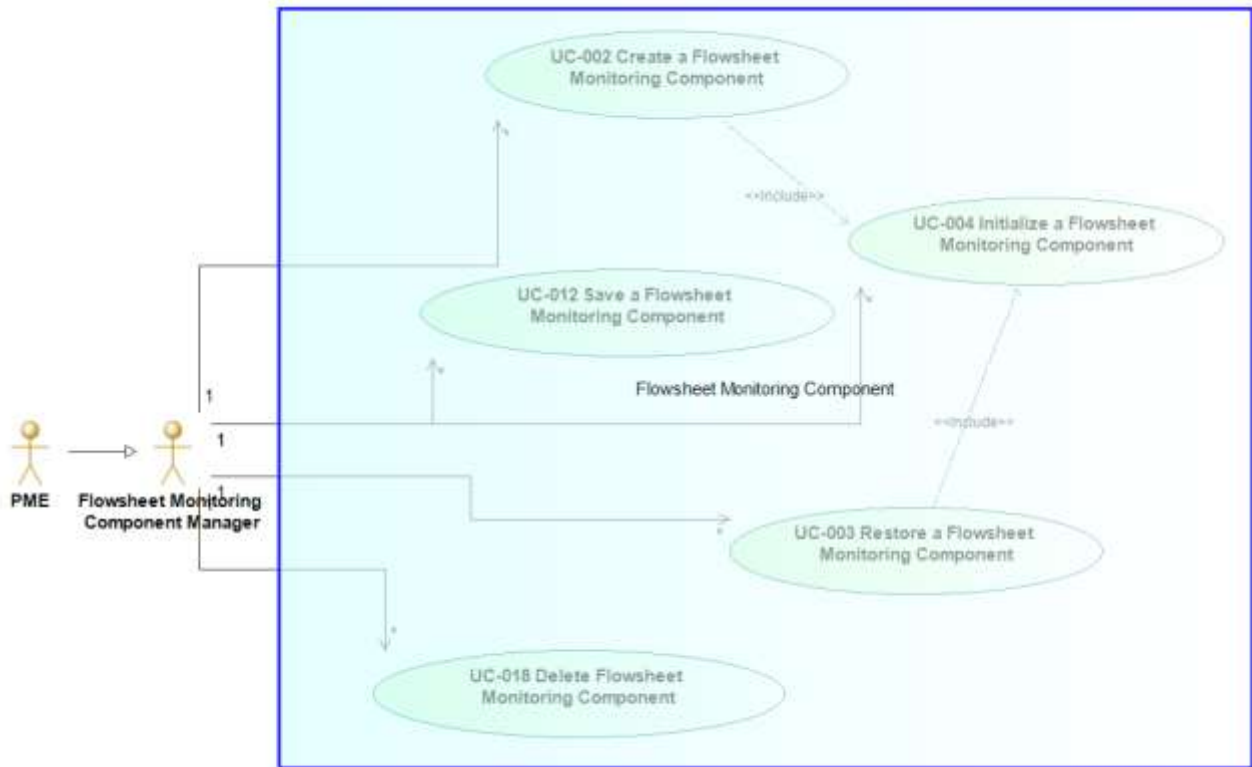 UC-002 Create a Flowsheet
Monitoring Component
<<Include>>
UC-004 Initialize a Flowsheet
Monitoring Component
UC-012 Save a Flowsheet
Monitoring Component
*
*
*
Flowsheet Monitoring Component
1
1
1
1
<<Include>>
PME
Flowsheet Monitoring
Component Manager
UC-003 Restore a Flowsheet
Monitoring Component
*
*
UC-018 Delete Flowsheet
Monitoring Component